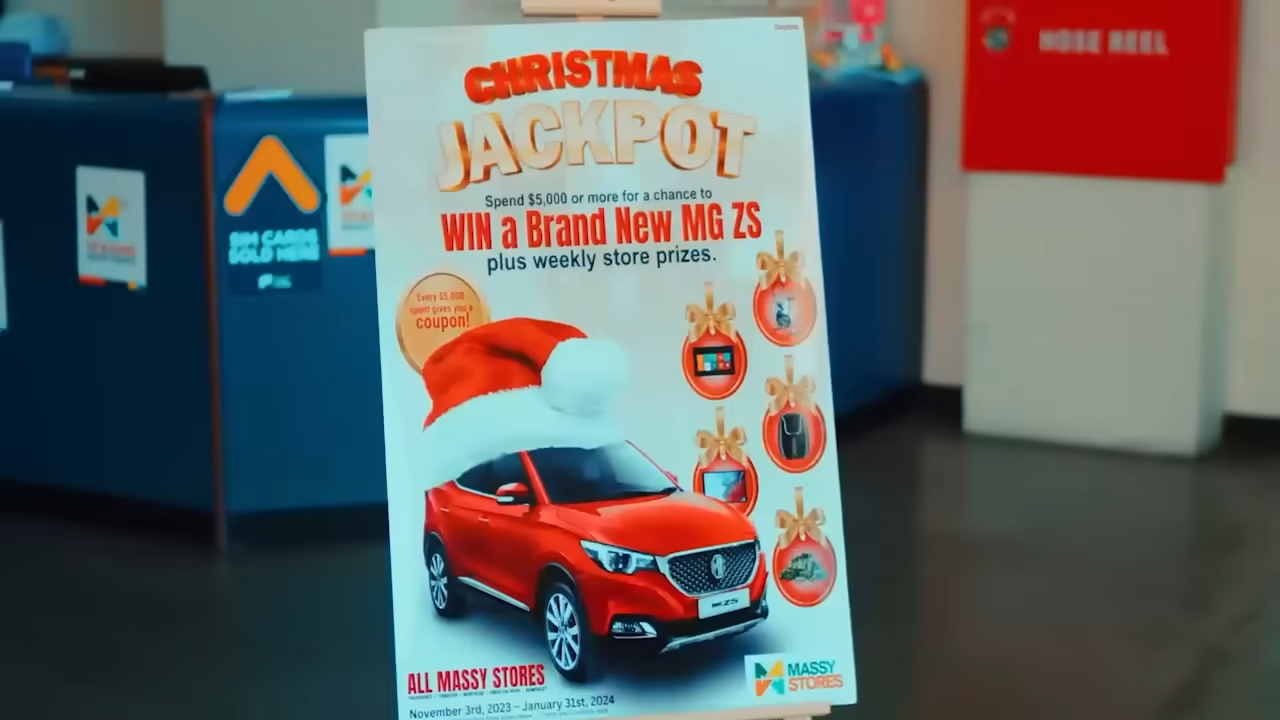 CHRISTMAS
JACKPOT
Spend $5,000 or more for a chance to
WIN a Brand New MG ZS
plus weekly store prizes.
Every $5,000
spent gives you a
coupon!
MG
ZS
ALL MASSY STORES
November 3rd, 2023 – January 31st, 2024
MASSY
STORES
SIM CARDS
SOLD HERE
HOSE REEL